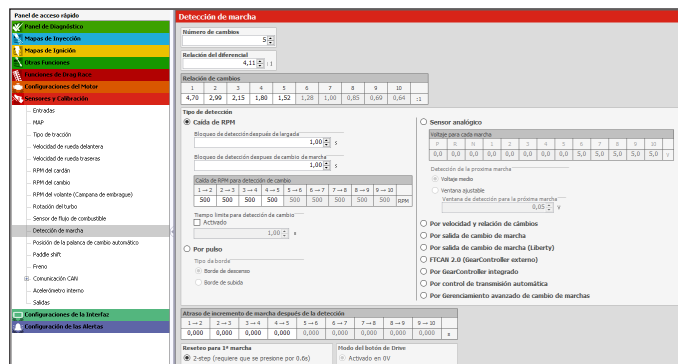 Panel de acceso rápido
Panel de Diagnóstico
Mapas de Inyección
Mapas de Ignición
Otras Funciones
Funciones de Drag Race
Configuraciones del Motor
Sensores y Calibración
Entradas
MAP
Tipo de tracción
Velocidad de rueda delantera
Velocidad de rueda traseras
RPM del cardán
RPM del cambio
RPM del volante (Campana de embrague)
Rotación del turbo
Sensor de flujo de combustible
Detección de marcha
Posición de la palanca de cambio automático
Paddle shift
Freno
Comunicación CAN
Acelerómetro interno
Salidas
Configuraciones de la Interfaz
Configuración de las Alertas
Detección de marcha
Número de cambios
5
Relación del diferencial
4,11 :1
Relación de cambios
1 2 3 4 5 6 7 8 9 10
4,70 2,99 2,15 1,80 1,52 1,28 1,00 0,85 0,69 0,64 :1
Tipo de detección
Caída de RPM
Bloqueo de detección después de largada
1,00 s
Bloqueo de detección despues de cambio de marcha
1,00 s
Caída de RPM para detección de cambio
1→2 2→3 3→4 4→5 5→6 6→7 7→8 8→9 9→10
500 500 500 500 500 500 500 500 500 RPM
Tiempo limite para detección de cambio
Activado
1,00 s
Por pulso
Tipo da borde
Borde de descenso
Borde de subida
Sensor analógico
Voltaje para cada marcha
P R N 1 2 3 4 5 6 7 8 9 10
0,0 0,0 0,0 0,0 0,0 0,0 0,0 5,0 5,0 5,0 5,0 5,0 5,0 v
Detección de la proxima marcha
Voltaje medio
Ventana ajustable
Ventana de detección para la próxima marcha
0,05 V
Por velocidad y relación de cámbios
Por salida de cambio de marcha
Por salida de cambio de marcha (Liberty)
FTCAN 2.0 (GearController externo)
Por GearController integrado
Por control de transmisión automática
Por Gerenciamiento avanzado de cambio de marchas
Atraso de incremento de marcha después de la detección
1→2 2→3 3→4 4→5 5→6 6→7 7→8 8→9 9→10
0,000 0,000 0,000 0,000 0,000 0,000 0,000 0,000 0,000 s
Reseteo para 1ª marcha
2-step (requiere que se presione por 0.6s)
Modo del botón de Drive
Activado en 0V